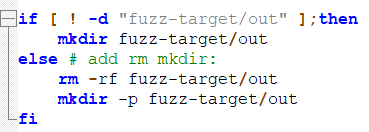 if [ ! -d "fuzz-target/out" ];then
    mkdir fuzz-target/out
else # add rm mkdir:
    rm -rf fuzz-target/out
    mkdir -p fuzz-target/out
fi